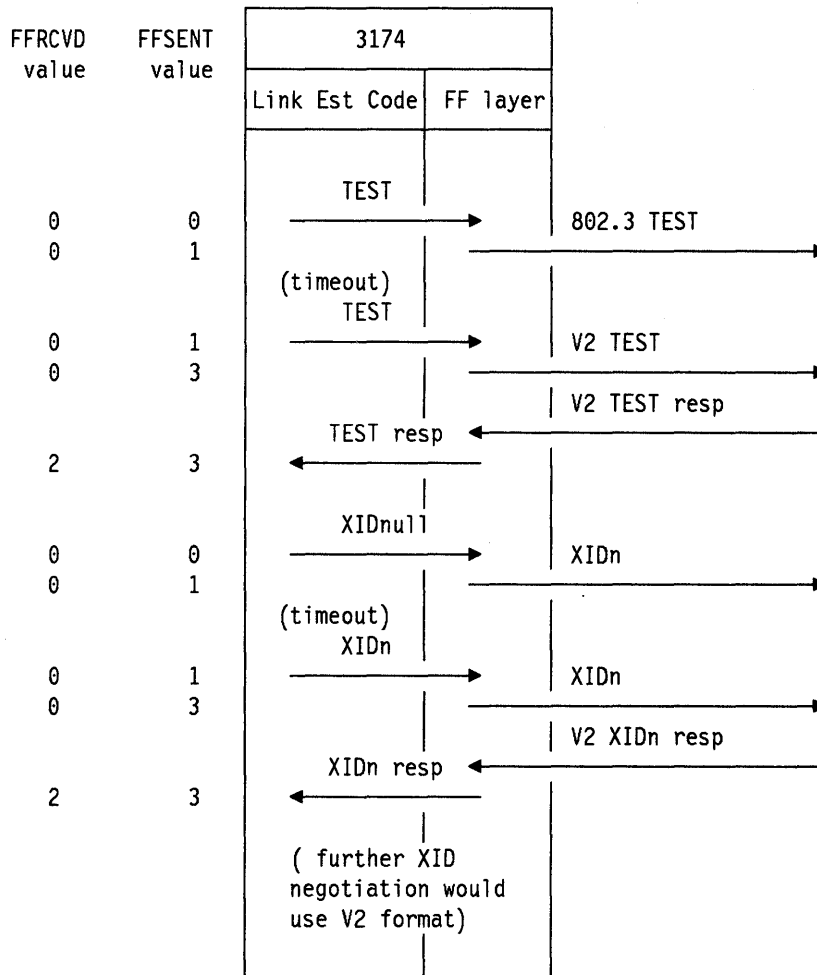 FFRCVD FFSENT 3174
value value
Link Est Code FF layer
TEST
0 0 802.3 TEST
0 1
(timeout)
TEST
0 1 V2 TEST
0 3
V2 TEST resp
TEST resp
2 3
XIDnull
0 0 XIDn
0 1
(timeout)
XIDn
0 1 XIDn
0 3
V2 XIDn resp
XIDn resp
2 3
( further XID
negotiation would
use V2 format)